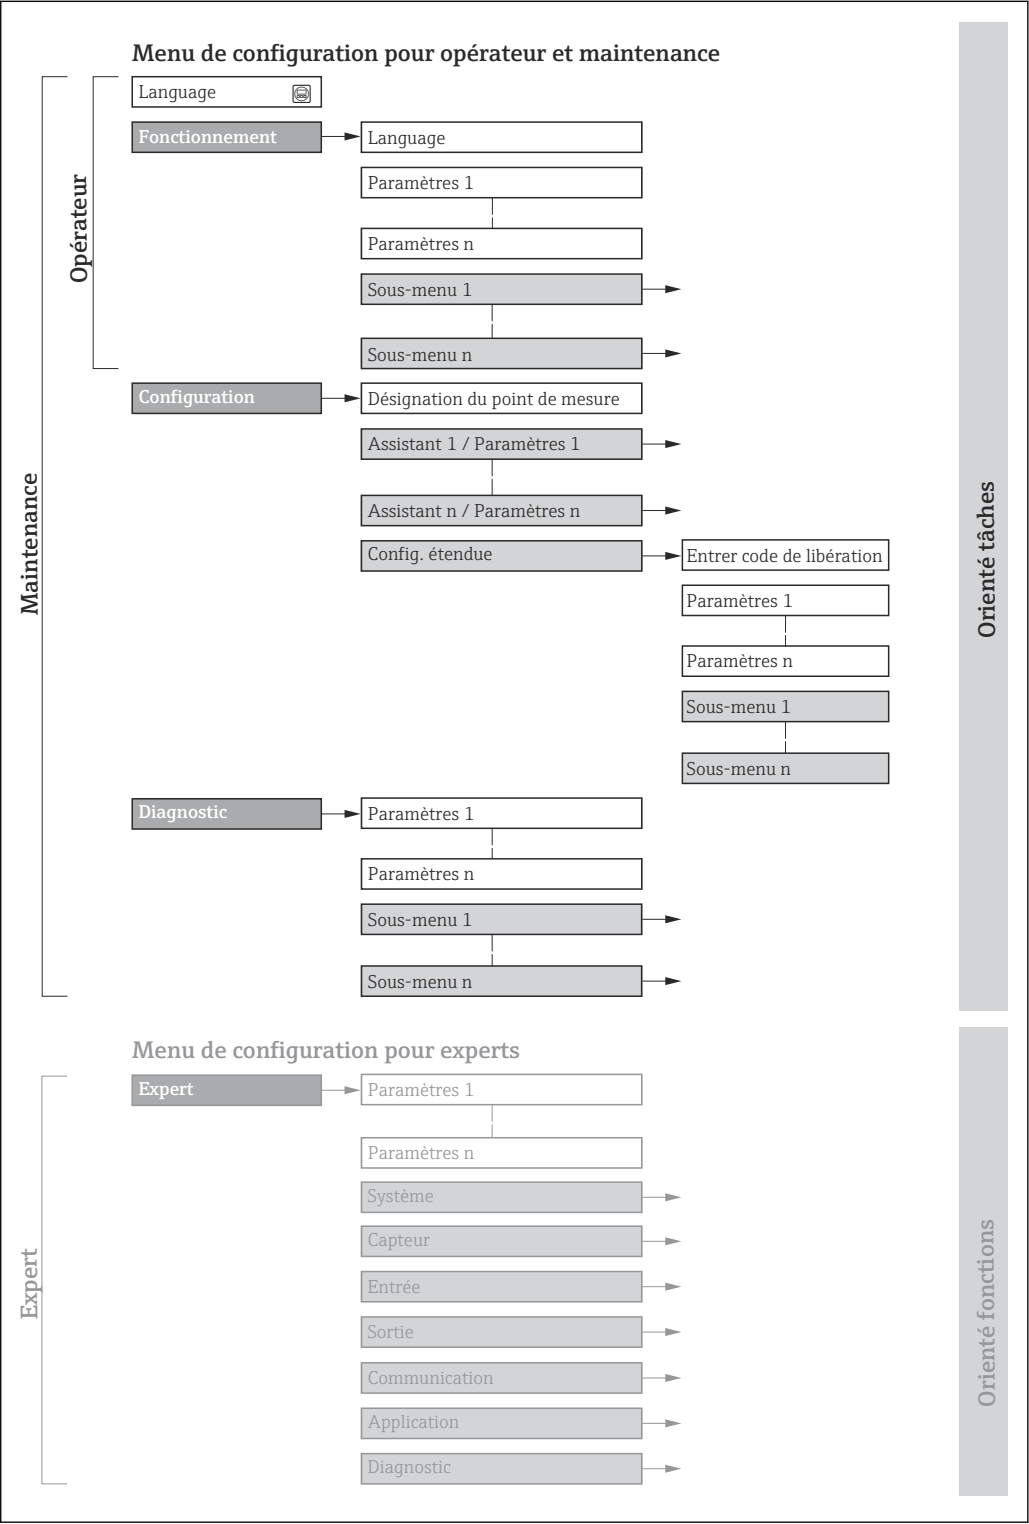 Menu de configuration pour opérateur et maintenance
Language
Fonctionnement
Language
Paramètres 1
Paramètres n
Sous-menu 1
Sous-menu n
Opérateur
Configuration
Désignation du point de mesure
Assistant 1 / Paramètres 1
Assistant n / Paramètres n
Config. étendue
Entrer code de libération
Paramètres 1
Paramètres n
Sous-menu 1
Sous-menu n
Maintenance
Orienté tâches
Diagnostic
Paramètres 1
Paramètres n
Sous-menu 1
Sous-menu n
Menu de configuration pour experts
Expert
Paramètres 1
Paramètres n
Système
Capteur
Entrée
Sortie
Communication
Application
Diagnostic
Expert
Orienté fonctions